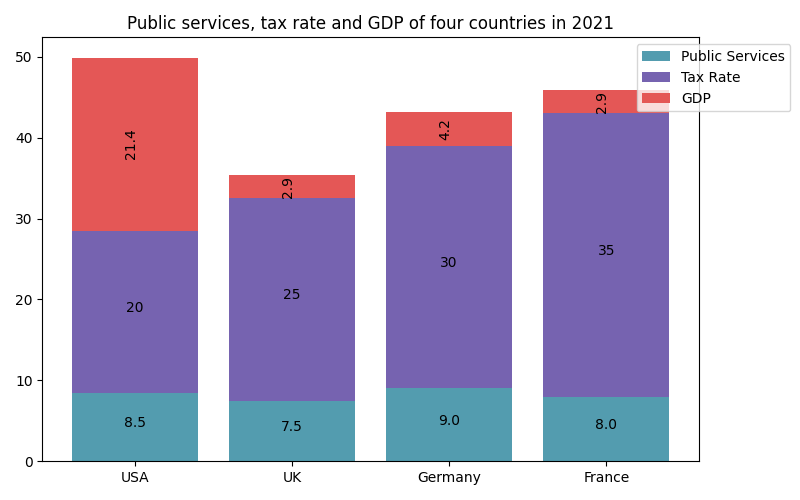 Public services, tax rate and GDP of four countries in 2021
Public Services
Tax Rate
GDP
50
40
30
20
10
0
21.4
2.9
4.2
2.9
20
25
30
35
8.5
7.5
9.0
8.0
USA
UK
Germany
France